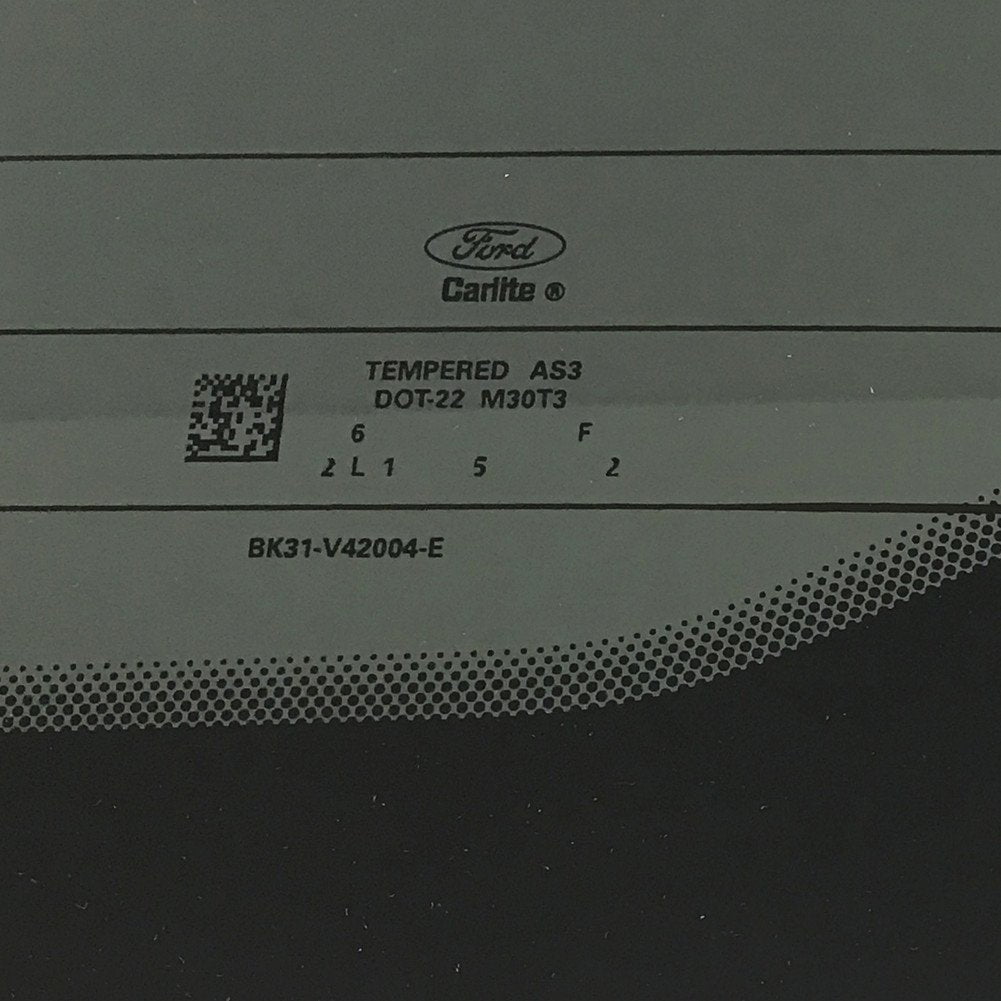 Ford
Carlite ®
TEMPERED AS3
DOT-22 M30T3
6 F
2 L 1 5 2
BK31-V42004-E